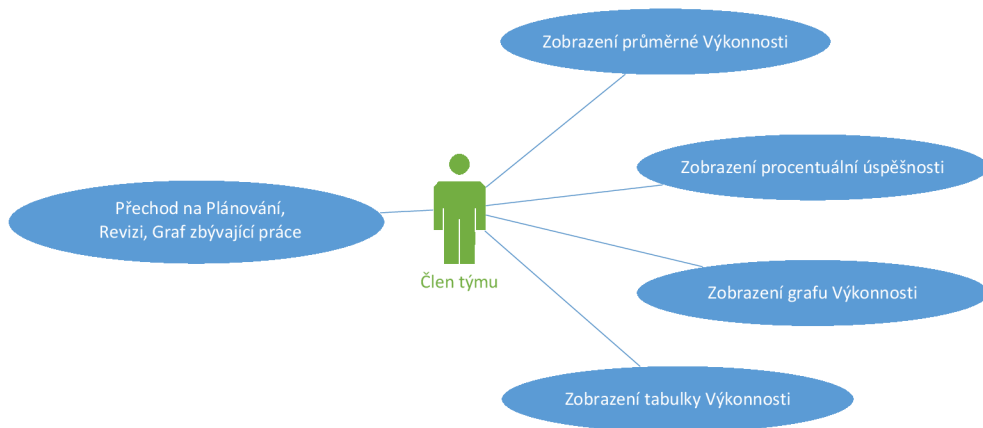 Zobrazení průměrné Výkonnosti
Zobrazení procentuální úspěšnosti
Přechod na Plánování,
Revizi, Graf zbývající práce
Člen týmu
Zobrazení grafu Výkonnosti
Zobrazení tabulky Výkonnosti